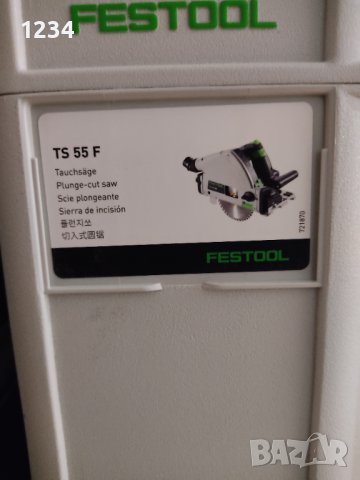 FESTOOL
1234
TS 55 F
Tauchsäge
Plunge-cut saw
Scie plongeante
Sierra de incisión
플런지쏘
切入式圆锯
721870
FESTOOL
BAZAR